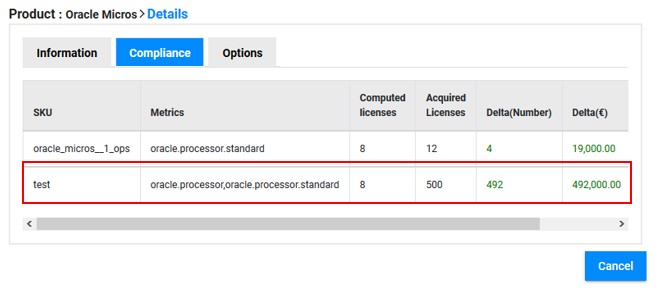 Product : Oracle Micros > Details
Information Compliance Options
SKU Metrics Computed licenses Acquired Licenses Delta(Number) Delta(€)
oracle_micros__1_ops oracle.processor.standard 8 12 4 19,000.00
test oracle.processor,oracle.processor.standard 8 500 492 492,000.00
Cancel